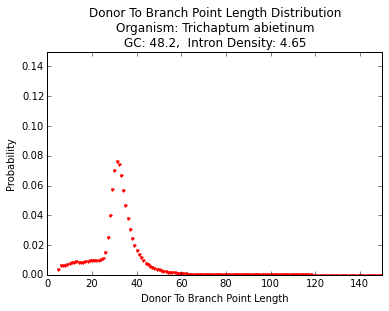 Donor To Branch Point Length Distribution
Organism: Trichaptum abietinum
GC: 48.2,  Intron Density: 4.65
0.14
0.12
0.10
0.08
0.06
0.04
0.02
0.00
Probability
0 20 40 60 80 100 120 140
Donor To Branch Point Length